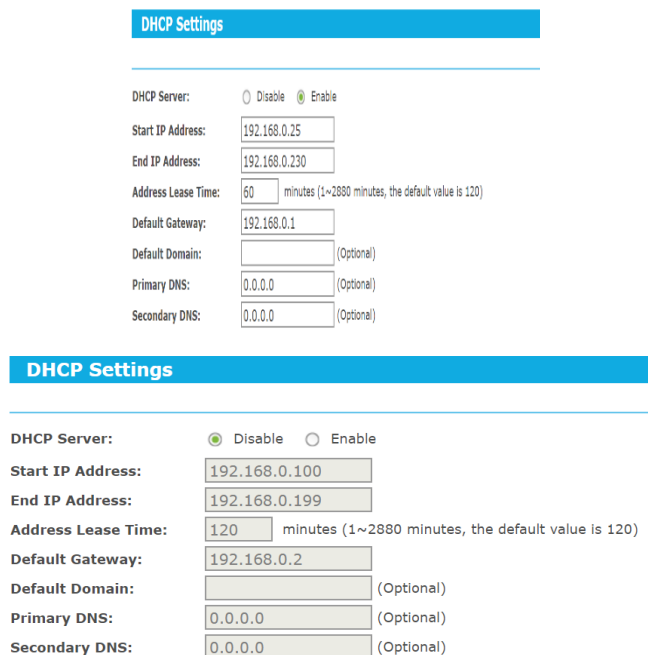 DHCP Settings
DHCP Server: Disable Enable
Start IP Address: 192.168.0.25
End IP Address: 192.168.0.230
Address Lease Time: 60 minutes (1~2880 minutes, the default value is 120)
Default Gateway: 192.168.0.1
Default Domain: (Optional)
Primary DNS: 0.0.0.0 (Optional)
Secondary DNS: 0.0.0.0 (Optional)
DHCP Settings
DHCP Server: Disable Enable
Start IP Address: 192.168.0.100
End IP Address: 192.168.0.199
Address Lease Time: 120 minutes (1~2880 minutes, the default value is 120)
Default Gateway: 192.168.0.2
Default Domain: (Optional)
Primary DNS: 0.0.0.0 (Optional)
Secondary DNS: 0.0.0.0 (Optional)